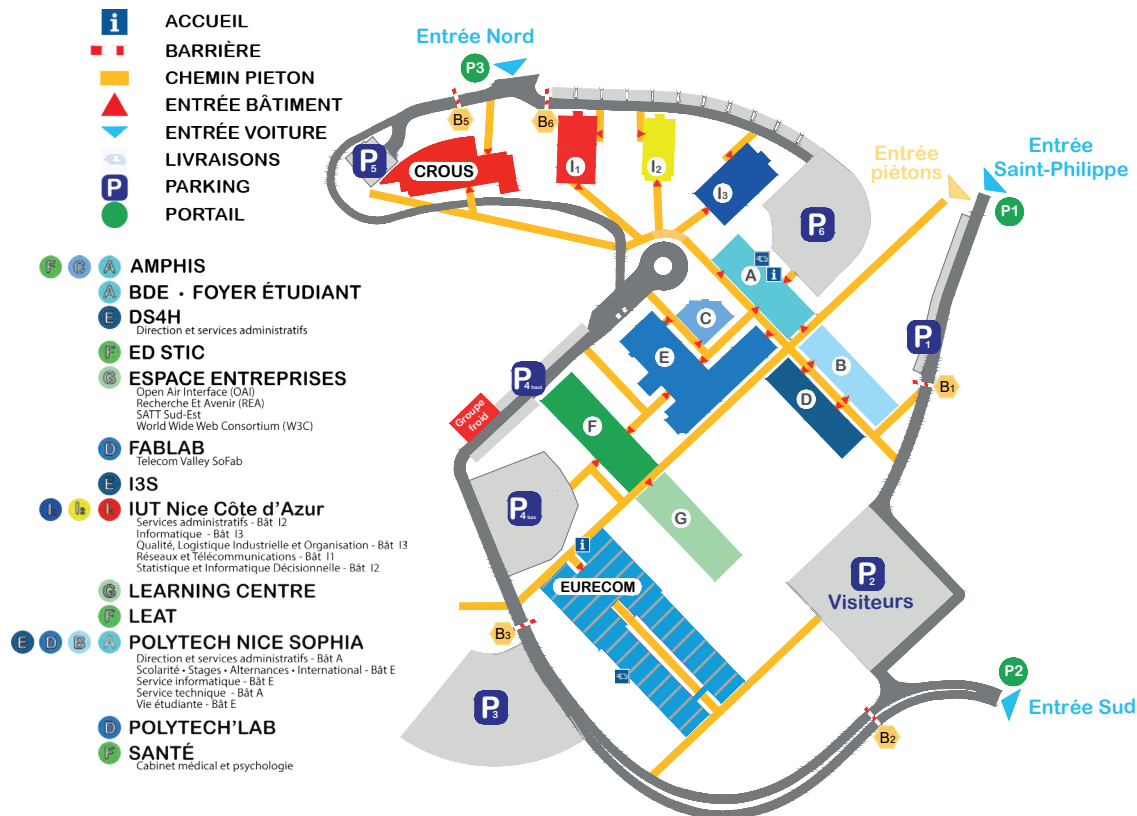 i ACCUEIL
BARRIÈRE
CHEMIN PIETON
ENTRÉE BÂTIMENT
ENTRÉE VOITURE
LIVRAISONS
P PARKING
PORTAIL
F C A AMPHIS
A BDE • FOYER ÉTUDIANT
E DS4H
Direction et services administratifs
F ED STIC
G ESPACE ENTREPRISES
Open Air Interface (OAI)
Recherche Et Avenir (REA)
SATT Sud-Est
World Wide Web Consortium (W3C)
D FABLAB
Telecom Valley SoFab
E I3S
I I2 I IUT Nice Côte d'Azur
Services administratifs - Bât I2
Informatique - Bât I3
Qualité, Logistique Industrielle et Organisation - Bât I3
Réseaux et Télécommunications - Bât I1
Statistique et Informatique Décisionnelle - Bât I2
G LEARNING CENTRE
F LEAT
E D B A POLYTECH NICE SOPHIA
Direction et services administratifs - Bât A
Scolarité • Stages • Alternances • International - Bât E
Service informatique - Bât E
Service technique - Bât A
Vie étudiante - Bât E
D POLYTECH'LAB
F SANTÉ
Cabinet médical et psychologie
Entrée Nord
P3
B5
B6
P5
CROUS
I1
I2
I3
Entrée
piétons
Entrée
Saint-Philippe
P1
P6
A
i
C
E
B
D
P1
B1
P4 haut
Groupe
froid
F
P4 bas
G
i
EURECOM
P2
Visiteurs
B3
P3
P2
Entrée Sud
B2